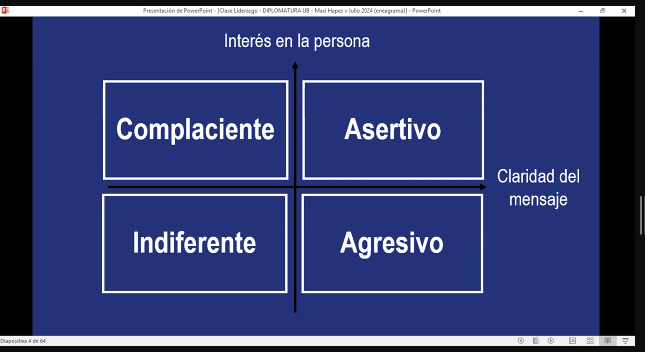 Presentación de PowerPoint - [Clase Liderazgo - DIPLOMATURA UB - Maxi Hapes v Julio 2024 (eneagrama)] - PowerPoint
Interés en la persona
Complaciente
Asertivo
Claridad del
mensaje
Indiferente
Agresivo
Diapositiva 4 de 64